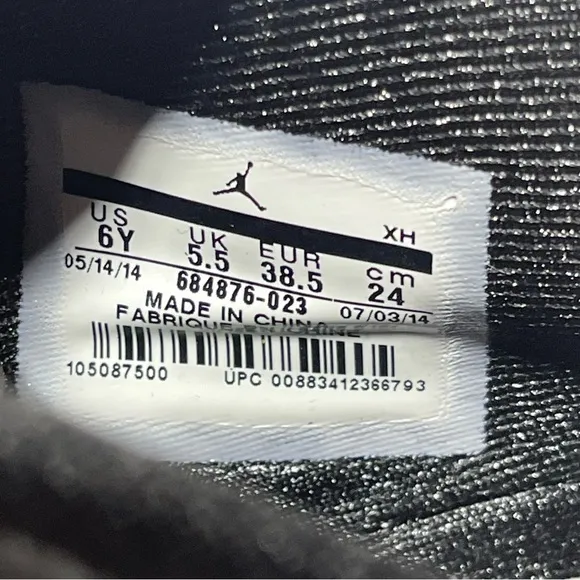 XH
US UK EUR cm
6Y 5.5 38.5 24
05/14/14 684876-023 07/03/14
MADE IN CHINA
FABRIQUE
105087500 UPC 00883412366793